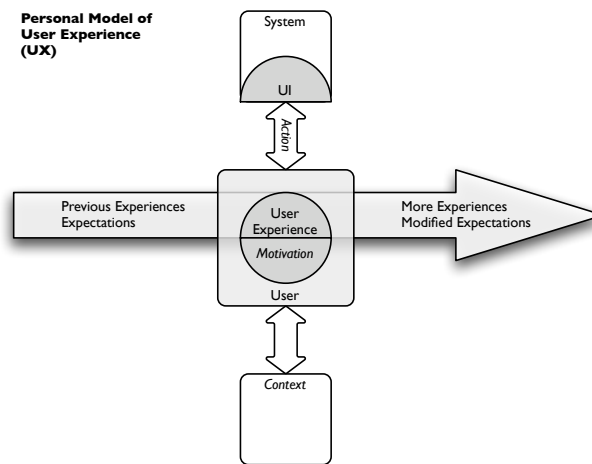 Personal Model of
User Experience
(UX)
System
UI
Action
Previous Experiences
Expectations
User
Experience
Motivation
User
More Experiences
Modified Expectations
Context